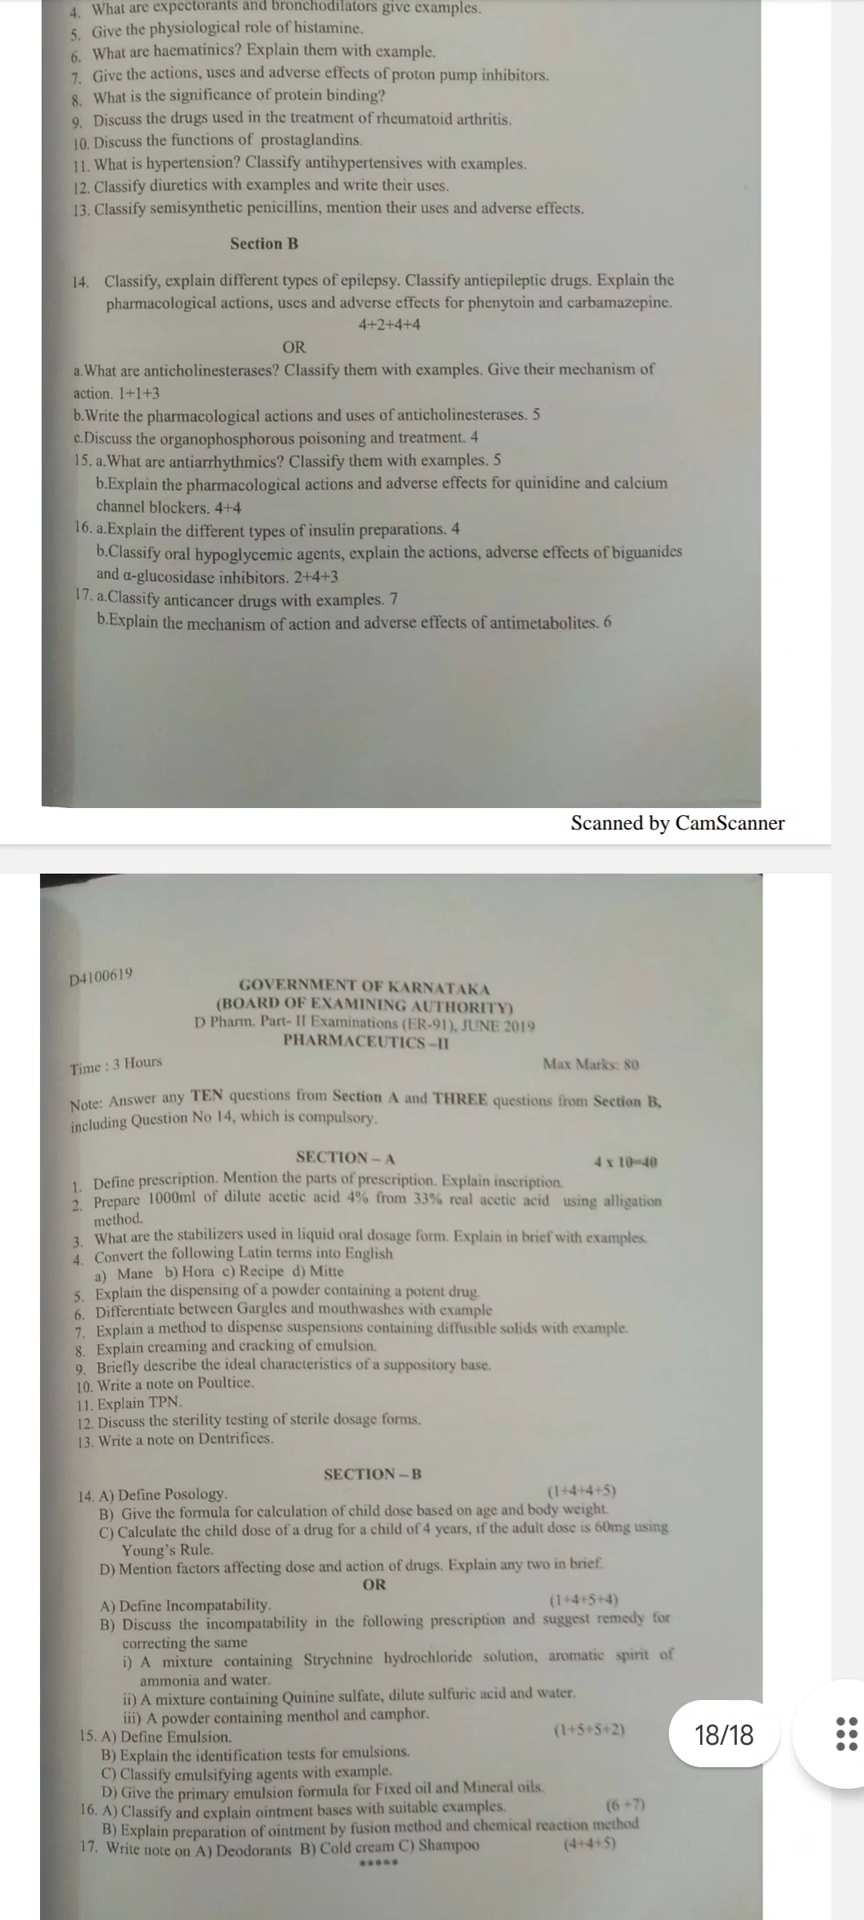 4. What are expectorants and bronchodilators give examples.
5. Give the physiological role of histamine.
6. What are haematinics? Explain them with example.
7. Give the actions, uses and adverse effects of proton pump inhibitors.
8. What is the significance of protein binding?
9. Discuss the drugs used in the treatment of rheumatoid arthritis.
10. Discuss the functions of prostaglandins.
11. What is hypertension? Classify antihypertensives with examples.
12. Classify diuretics with examples and write their uses.
13. Classify semisynthetic penicillins, mention their uses and adverse effects.
Section B
14. Classify, explain different types of epilepsy. Classify antiepileptic drugs. Explain the
pharmacological actions, uses and adverse effects for phenytoin and carbamazepine.
4+2+4+4
OR
a.What are anticholinesterases? Classify them with examples. Give their mechanism of
action. 1+1+3
b.Write the pharmacological actions and uses of anticholinesterases. 5
c.Discuss the organophosphorous poisoning and treatment. 4
15. a.What are antiarrhythmics? Classify them with examples. 5
b.Explain the pharmacological actions and adverse effects for quinidine and calcium
channel blockers. 4+4
16. a.Explain the different types of insulin preparations. 4
b.Classify oral hypoglycemic agents, explain the actions, adverse effects of biguanides
and α-glucosidase inhibitors. 2+4+3
17. a.Classify anticancer drugs with examples. 7
b.Explain the mechanism of action and adverse effects of antimetabolites. 6
Scanned by CamScanner
D4100619
GOVERNMENT OF KARNATAKA
(BOARD OF EXAMINING AUTHORITY)
D Pharm. Part- II Examinations (ER-91), JUNE 2019
PHARMACEUTICS –II
Time : 3 Hours Max Marks: 80
Note: Answer any TEN questions from Section A and THREE questions from Section B,
including Question No 14, which is compulsory.
SECTION – A 4 x 10=40
1. Define prescription. Mention the parts of prescription. Explain inscription.
2. Prepare 1000ml of dilute acetic acid 4% from 33% real acetic acid using alligation
method.
3. What are the stabilizers used in liquid oral dosage form. Explain in brief with examples.
4. Convert the following Latin terms into English
a) Mane b) Hora c) Recipe d) Mitte
5. Explain the dispensing of a powder containing a potent drug.
6. Differentiate between Gargles and mouthwashes with example
7. Explain a method to dispense suspensions containing diffusible solids with example.
8. Explain creaming and cracking of emulsion.
9. Briefly describe the ideal characteristics of a suppository base.
10. Write a note on Poultice.
11. Explain TPN.
12. Discuss the sterility testing of sterile dosage forms.
13. Write a note on Dentrifices.
SECTION – B
14. A) Define Posology. (1+4+4+5)
B) Give the formula for calculation of child dose based on age and body weight.
C) Calculate the child dose of a drug for a child of 4 years, if the adult dose is 60mg using
Young's Rule.
D) Mention factors affecting dose and action of drugs. Explain any two in brief.
OR
A) Define Incompatability. (1+4+5+4)
B) Discuss the incompatability in the following prescription and suggest remedy for
correcting the same
i) A mixture containing Strychnine hydrochloride solution, aromatic spirit of
ammonia and water.
ii) A mixture containing Quinine sulfate, dilute sulfuric acid and water.
iii) A powder containing menthol and camphor.
15. A) Define Emulsion. (1+5+5+2)
B) Explain the identification tests for emulsions.
C) Classify emulsifying agents with example.
D) Give the primary emulsion formula for Fixed oil and Mineral oils.
16. A) Classify and explain ointment bases with suitable examples. (6 +7)
B) Explain preparation of ointment by fusion method and chemical reaction method
17. Write note on A) Deodorants B) Cold cream C) Shampoo (4+4+5)
*****
18/18